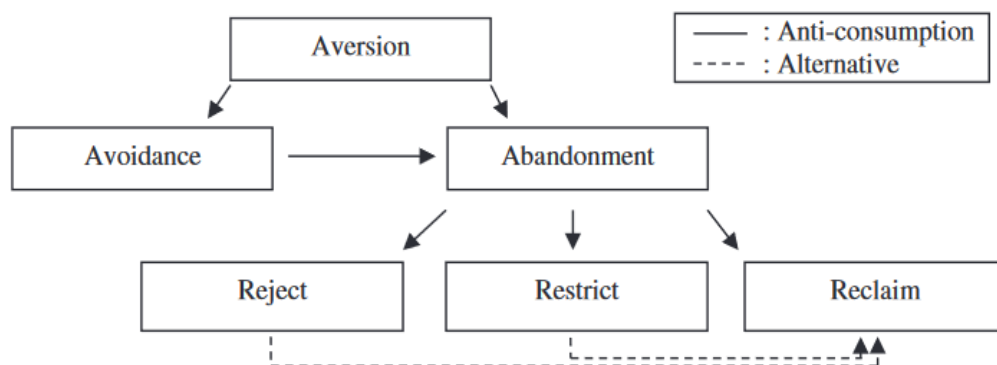 Aversion
: Anti-consumption
: Alternative
Avoidance
Abandonment
Reject
Restrict
Reclaim